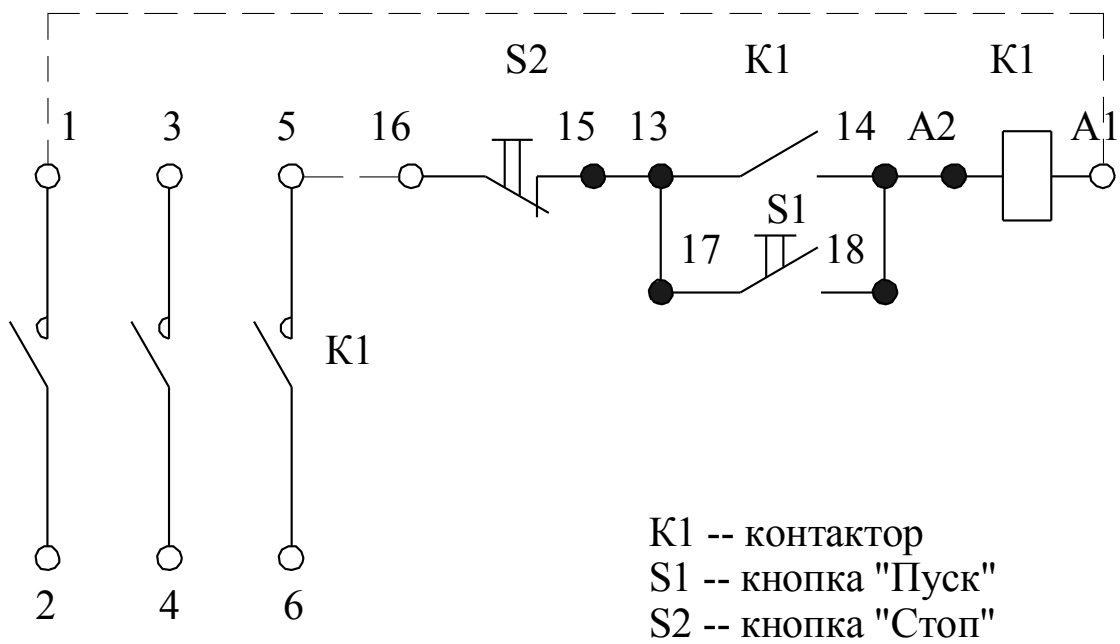 S2 K1 K1
1 3 5 16 15 13 14 A2 A1
S1
17 18
K1
2 4 6
K1 -- контактор
S1 -- кнопка "Пуск"
S2 -- кнопка "Стоп"